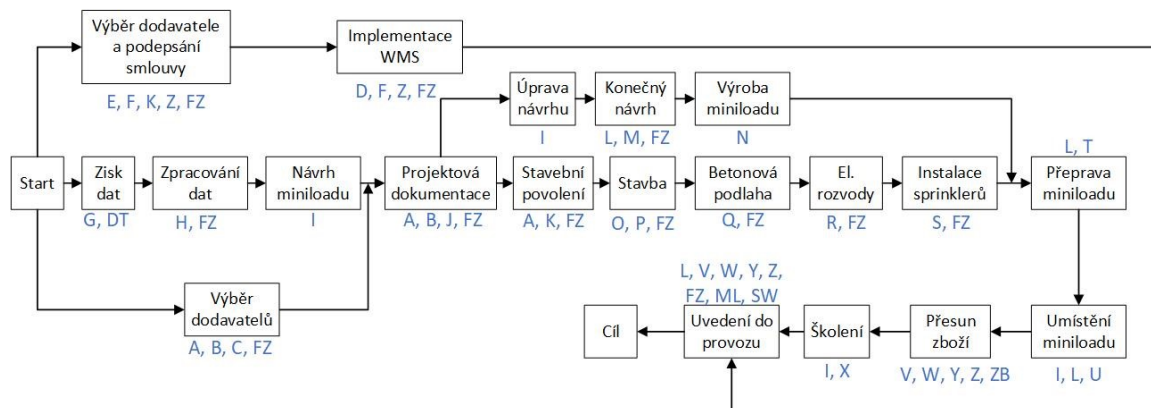 Výběr dodavatele
a podepsání
smlouvy
E, F, K, Z, FZ
Implementace
WMS
D, F, Z, FZ
Úprava
návrhu
I
Konečný
návrh
L, M, FZ
Výroba
miniloadu
N
Start
Zisk
dat
G, DT
Zpracování
dat
H, FZ
Návrh
miniloadu
I
Projektová
dokumentace
A, B, J, FZ
Stavební
povolení
A, K, FZ
Stavba
O, P, FZ
Betonová
podlaha
Q, FZ
El.
rozvody
R, FZ
Instalace
sprinklerů
S, FZ
L, T
Přeprava
miniloadu
Výběr
dodavatelů
A, B, C, FZ
Cíl
L, V, W, Y, Z,
FZ, ML, SW
Uvedení do
provozu
Školení
I, X
Přesun
zboží
V, W, Y, Z, ZB
Umístění
miniloadu
I, L, U